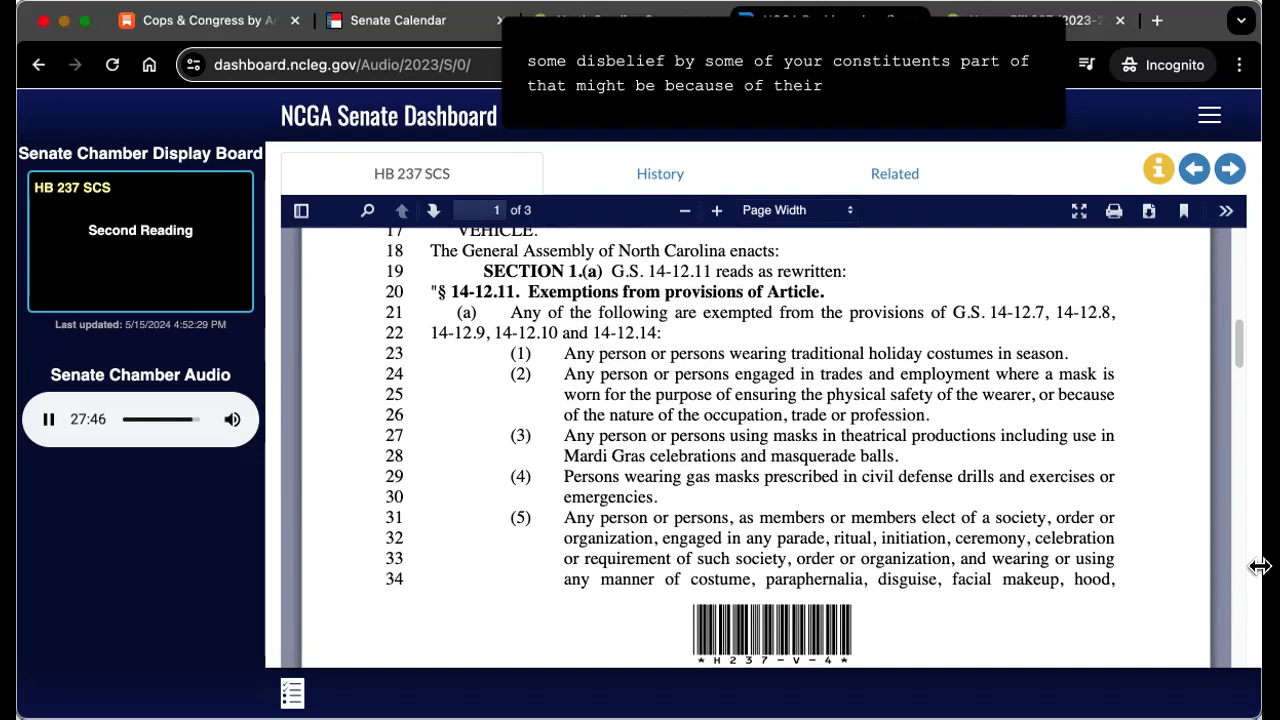 Cops & Congress by Ar
Senate Calendar
2023-2
some disbelief by some of your constituents part of
that might be because of their
dashboard.ncleg.gov/Audio/2023/S/0/
Incognito
NCGA Senate Dashboard
Senate Chamber Display Board
HB 237 SCS
Second Reading
Last updated: 5/15/2024 4:52:29 PM
Senate Chamber Audio
27:46
HB 237 SCS
History
Related
1 of 3
Page Width
17 VEHICLE.
18 The General Assembly of North Carolina enacts:
19 SECTION 1.(a) G.S. 14-12.11 reads as rewritten:
20 "§ 14-12.11. Exemptions from provisions of Article.
21 (a) Any of the following are exempted from the provisions of G.S. 14-12.7, 14-12.8,
22 14-12.9, 14-12.10 and 14-12.14:
23 (1) Any person or persons wearing traditional holiday costumes in season.
24 (2) Any person or persons engaged in trades and employment where a mask is
25 worn for the purpose of ensuring the physical safety of the wearer, or because
26 of the nature of the occupation, trade or profession.
27 (3) Any person or persons using masks in theatrical productions including use in
28 Mardi Gras celebrations and masquerade balls.
29 (4) Persons wearing gas masks prescribed in civil defense drills and exercises or
30 emergencies.
31 (5) Any person or persons, as members or members elect of a society, order or
32 organization, engaged in any parade, ritual, initiation, ceremony, celebration
33 or requirement of such society, order or organization, and wearing or using
34 any manner of costume, paraphernalia, disguise, facial makeup, hood,
* H 2 3 7 - V - 4 *